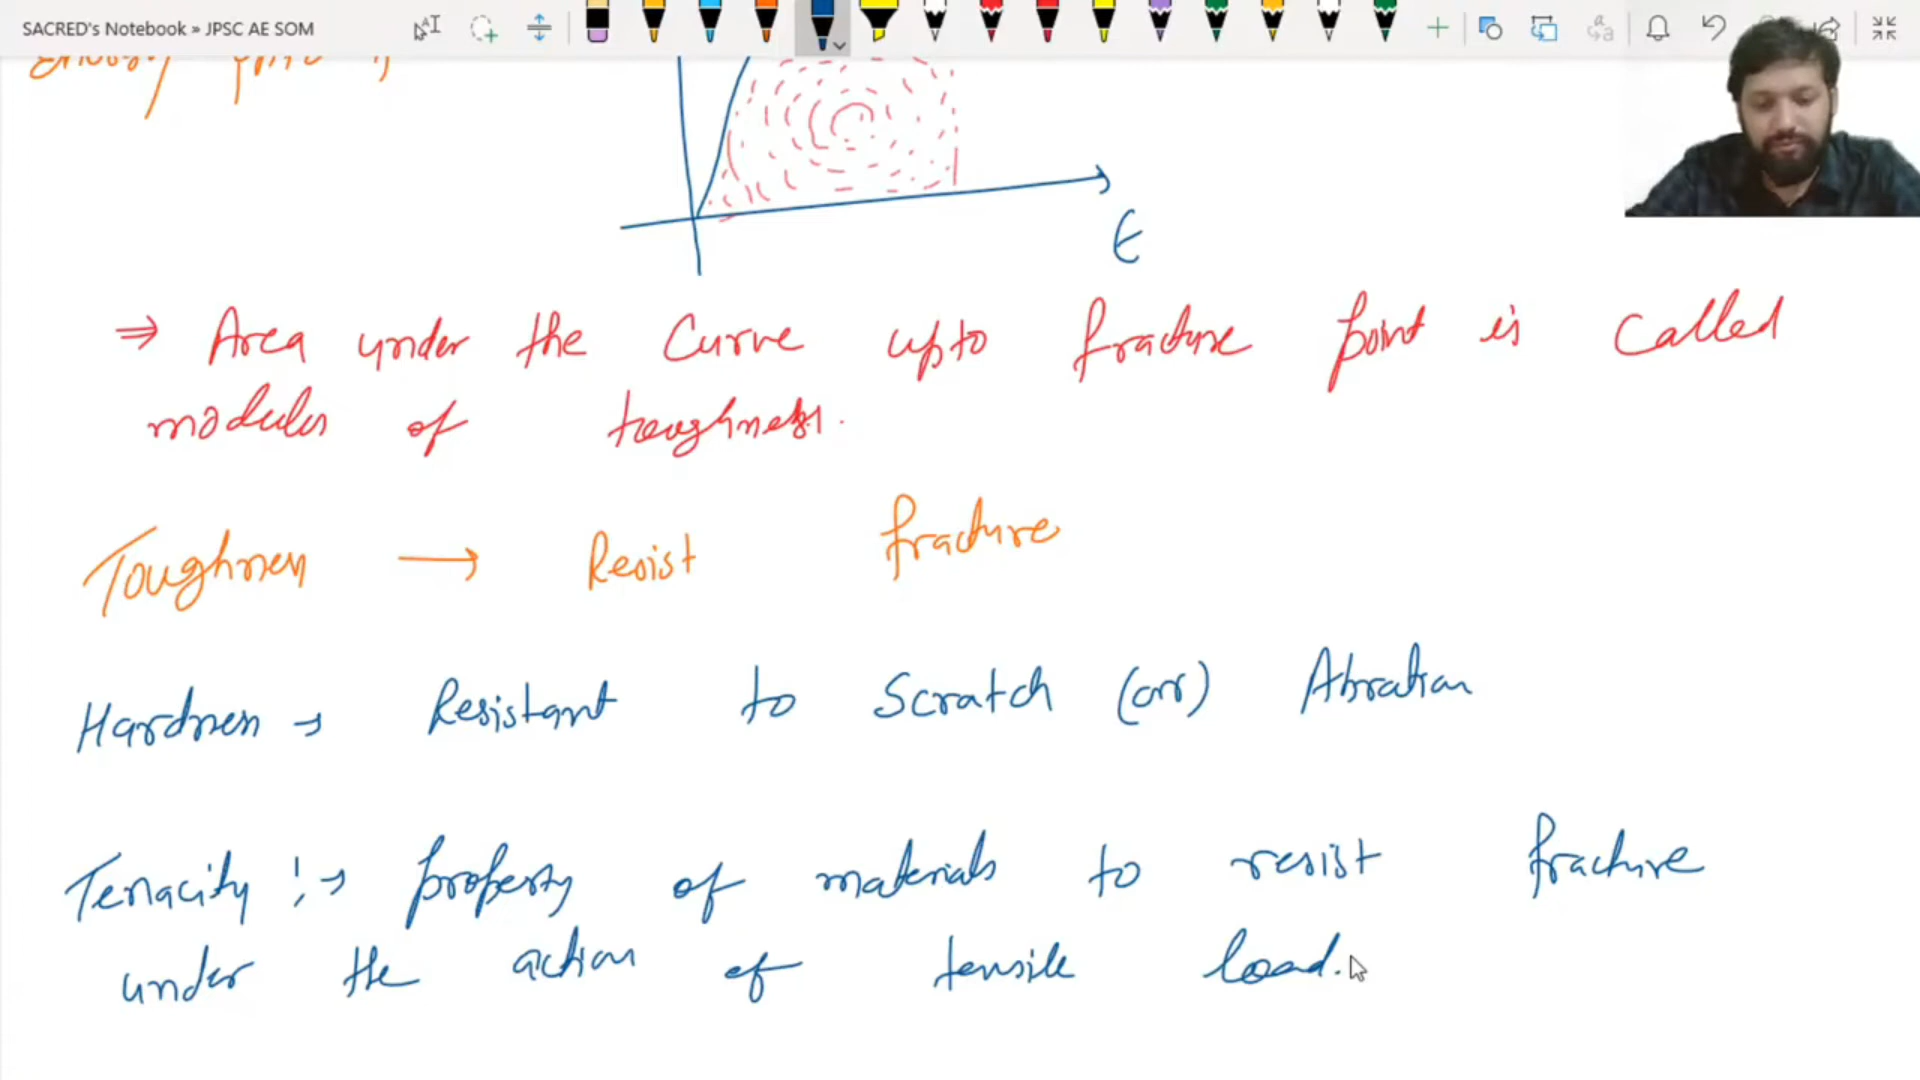 SACRED's Notebook » JPSC AE SOM
ϵ
⇒ Area under the Curve upto fracture point is called
modulus of toughness.
Toughness → Resist fracture
Hardness → Resistant to Scratch (or) Abrasion
Tenacity :→ property of materials to resist fracture
under the action of tensile load.